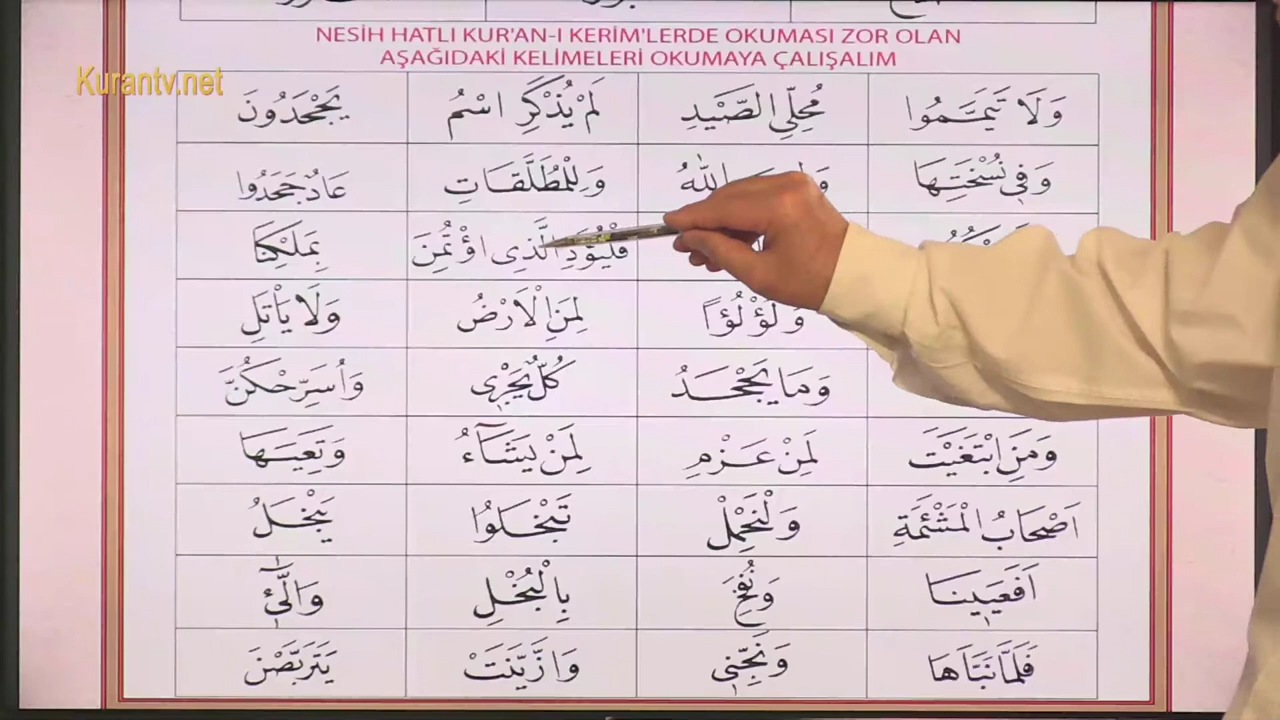 NESİH HATLI KUR'AN-I KERİM'LERDE OKUMASI ZOR OLAN
AŞAĞIDAKİ KELİMELERİ OKUMAYA ÇALIŞALIM
Kurantv.net
وَلَا تَيَمَّمُوا مُحِلِّي الصَّيْدِ لَمْ يُذْكَرِ اسْمُ يَجْحَدُونَ
وَفِي نُسْخَتِهَا اللّٰهُ وَلِلْمُطَلَّقَاتِ عَادٌ جَحَدُوا
فَلْيُؤَدِّ الَّذِي اؤْتُمِنَ بِمَلْكِنَا
وَلُؤْلُؤًا لِمَنِ الْاَرْضُ وَلَا يَأْتَلِ
وَمَا يَجْحَدُ كُلٌّ يَجْرِي وَاُسَرِّحْكُنَّ
وَمَنِ ابْتَغَيْتَ لَمِنْ عَزْمِ لِمَنْ يَشَاءُ وَتَعِيَهَا
اَصْحَابُ الْمَشْئَمَةِ وَلْنَحْمِلْ تَبْخَلُوا يَبْخَلُ
اَفَعَيِينَا وَنُفِخَ بِالْبُخْلِ وَالّٰٓئِ
فَلَمَّا نَبَّاَهَا وَنَجِّنِي وَازَّيَّنَتْ يَتَرَبَّصْنَ